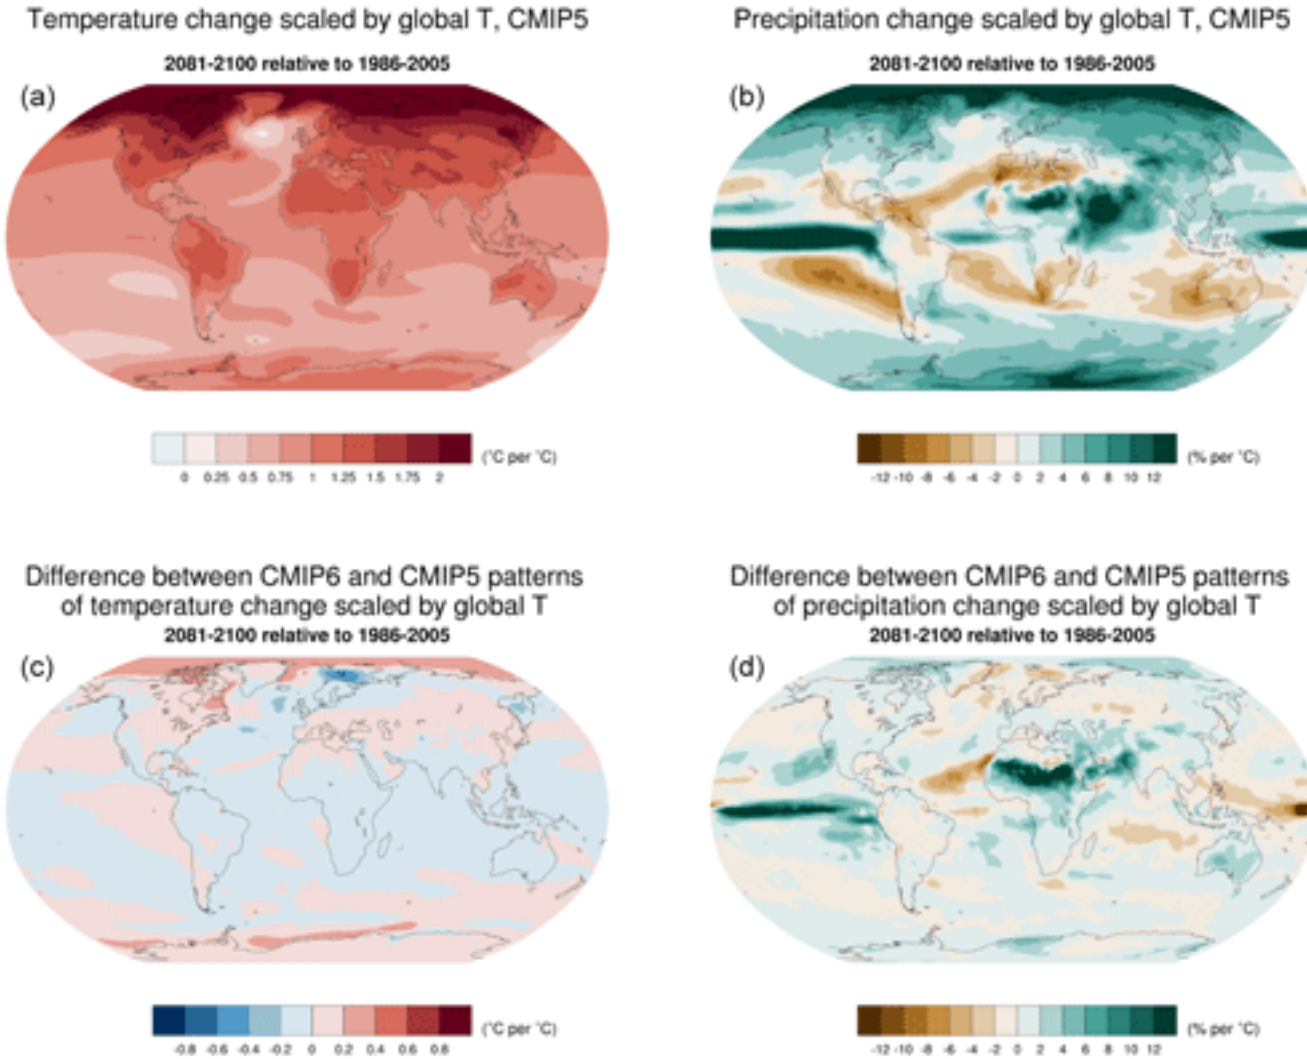 Temperature change scaled by global T, CMIP5
2081-2100 relative to 1986-2005
(a)
0 0.25 0.5 0.75 1 1.25 1.5 1.75 2
(˚C per ˚C)
Precipitation change scaled by global T, CMIP5
2081-2100 relative to 1986-2005
(b)
-12 -10 -8 -6 -4 -2 0 2 4 6 8 10 12
(% per ˚C)
Difference between CMIP6 and CMIP5 patterns
of temperature change scaled by global T
2081-2100 relative to 1986-2005
(c)
-0.8 -0.6 -0.4 -0.2 0 0.2 0.4 0.6 0.8
(˚C per ˚C)
Difference between CMIP6 and CMIP5 patterns
of precipitation change scaled by global T
2081-2100 relative to 1986-2005
(d)
-12 -10 -8 -6 -4 -2 0 2 4 6 8 10 12
(% per ˚C)